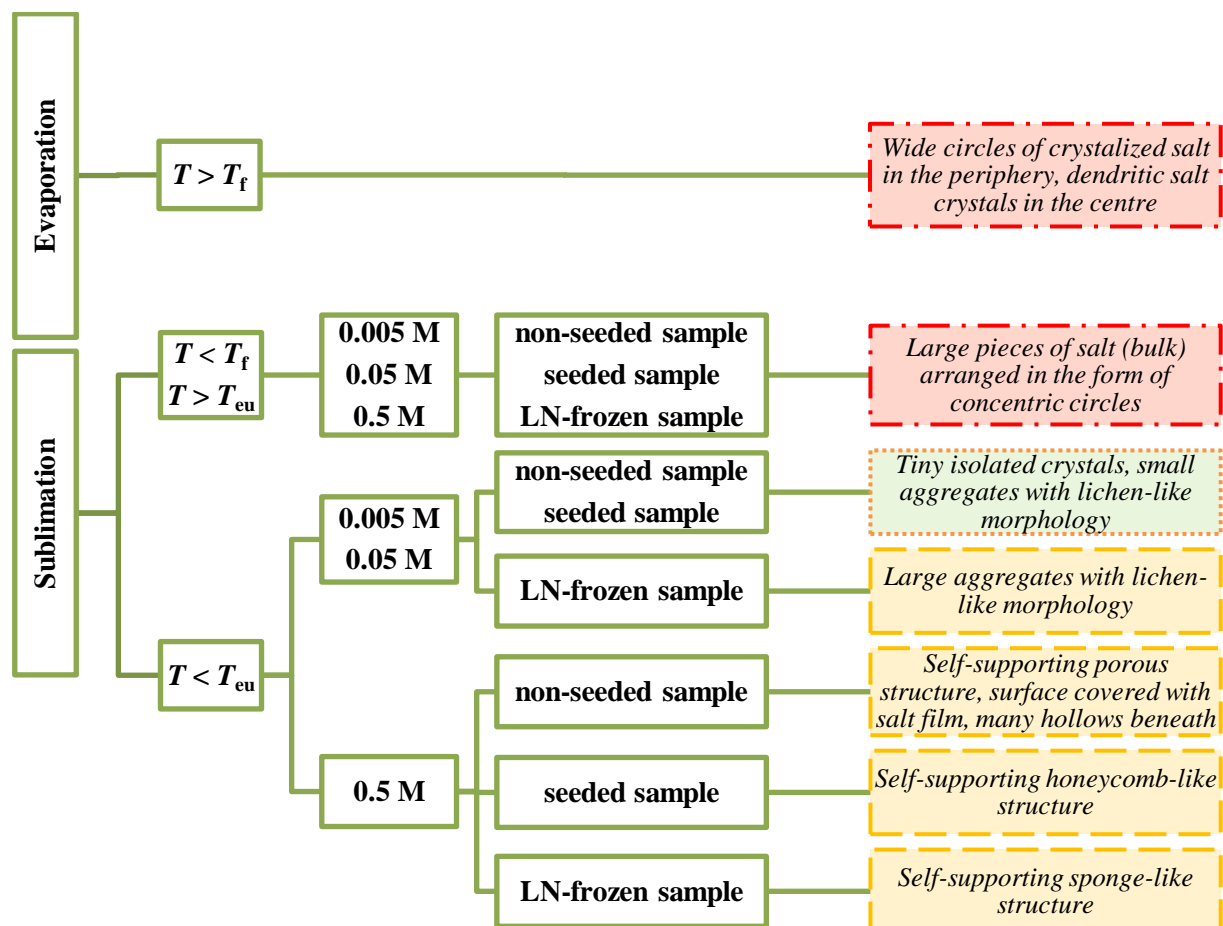 Evaporation
T > Tf
Wide circles of crystalized salt
in the periphery, dendritic salt
crystals in the centre
Sublimation
T < Tf
T > Teu
0.005 M
0.05 M
0.5 M
non-seeded sample
seeded sample
LN-frozen sample
Large pieces of salt (bulk)
arranged in the form of
concentric circles
T < Teu
0.005 M
0.05 M
non-seeded sample
seeded sample
Tiny isolated crystals, small
aggregates with lichen-like
morphology
LN-frozen sample
Large aggregates with lichen-
like morphology
0.5 M
non-seeded sample
Self-supporting porous
structure, surface covered with
salt film, many hollows beneath
seeded sample
Self-supporting honeycomb-like
structure
LN-frozen sample
Self-supporting sponge-like
structure